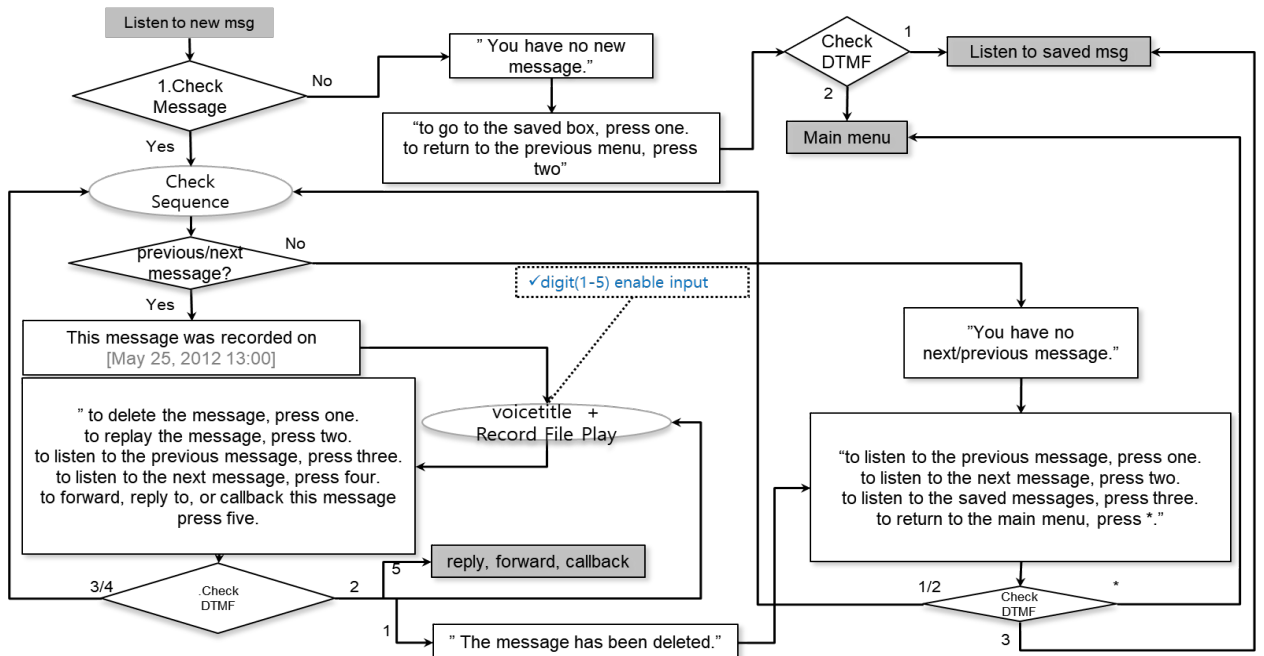 Listen to new msg
1.Check
Message
No
Yes
” You have no new
message.”
“to go to the saved box, press one.
to return to the previous menu, press
two”
Check
DTMF
1
2
Listen to saved msg
Main menu
Check
Sequence
previous/next
message?
No
Yes
✓digit(1-5) enable input
This message was recorded on
[May 25, 2012 13:00]
voicetitle +
Record File Play
” to delete the message, press one.
to replay the message, press two.
to listen to the previous message, press three.
to listen to the next message, press four.
to forward, reply to, or callback this message
press five.
”You have no
next/previous message.”
“to listen to the previous message, press one.
to listen to the next message, press two.
to listen to the saved messages, press three.
to return to the main menu, press *.”
3/4
.Check
DTMF
2
5
reply, forward, callback
1
” The message has been deleted.”
1/2
Check
DTMF
*
3